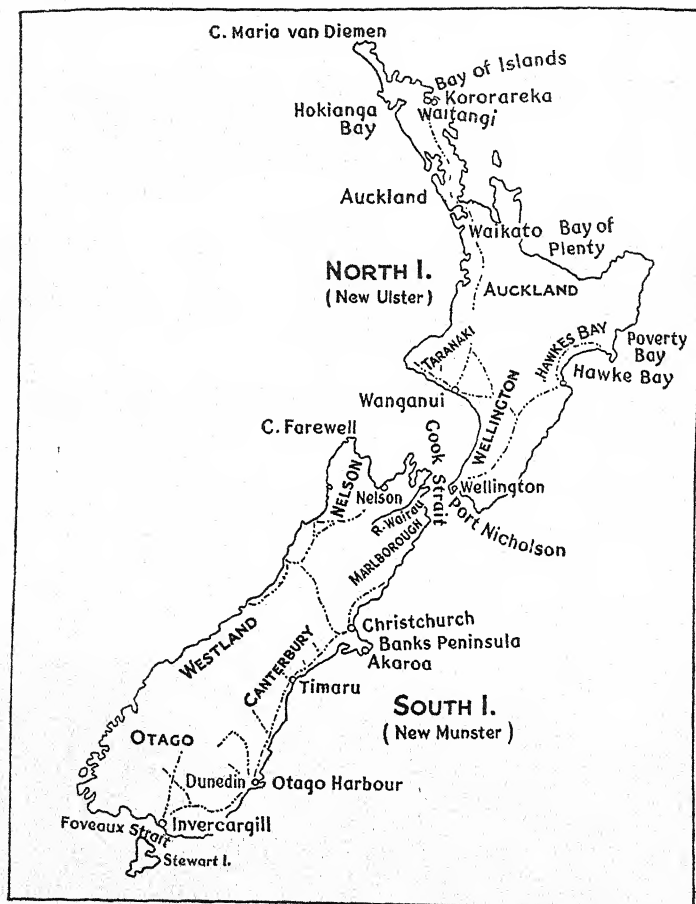 C. Maria van Diemen
Bay of Islands
Kororareka
Waitangi
Hokianga
Bay
Auckland
Waikato
Bay of
Plenty
NORTH I.
(New Ulster)
AUCKLAND
TARANAKI
HAWKES BAY
Poverty
Bay
Hawke Bay
Wanganui
WELLINGTON
C. Farewell
Cook Strait
NELSON
Nelson
Wellington
Port Nicholson
R. Wairau
MARLBOROUGH
Christchurch
Banks Peninsula
Akaroa
WESTLAND
CANTERBURY
Timaru
SOUTH I.
(New Munster)
OTAGO
Dunedin
Otago Harbour
Invercargill
Foveaux Strait
Stewart I.